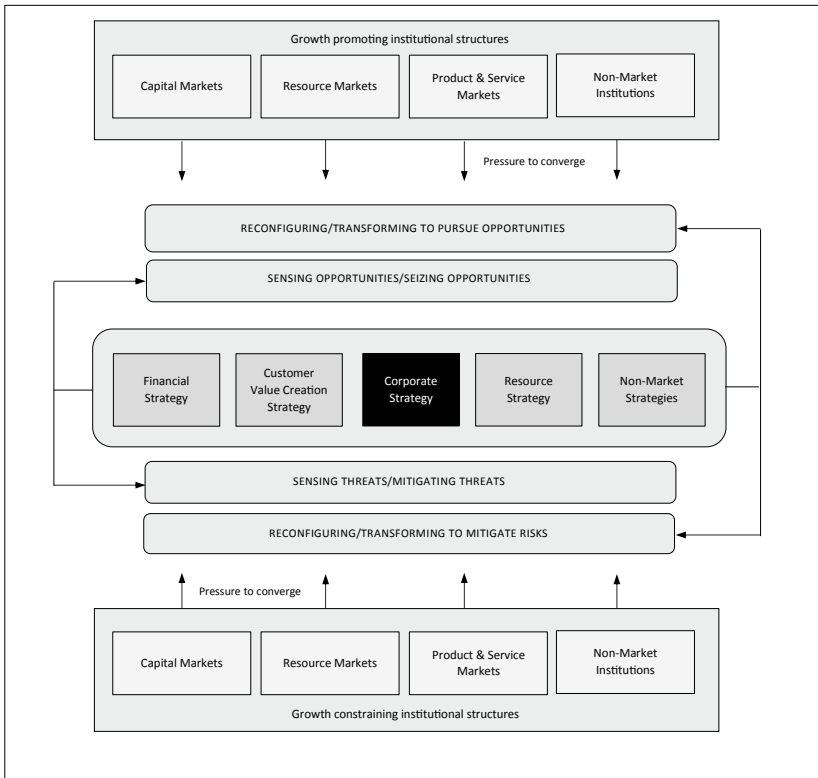 Growth promoting institutional structures
Capital Markets
Resource Markets
Product & Service
Markets
Non-Market
Institutions
Pressure to converge
RECONFIGURING/TRANSFORMING TO PURSUE OPPORTUNITIES
SENSING OPPORTUNITIES/SEIZING OPPORTUNITIES
Financial
Strategy
Customer
Value Creation
Strategy
Corporate
Strategy
Resource
Strategy
Non-Market
Strategies
SENSING THREATS/MITIGATING THREATS
RECONFIGURING/TRANSFORMING TO MITIGATE RISKS
Pressure to converge
Capital Markets
Resource Markets
Product & Service
Markets
Non-Market
Institutions
Growth constraining institutional structures